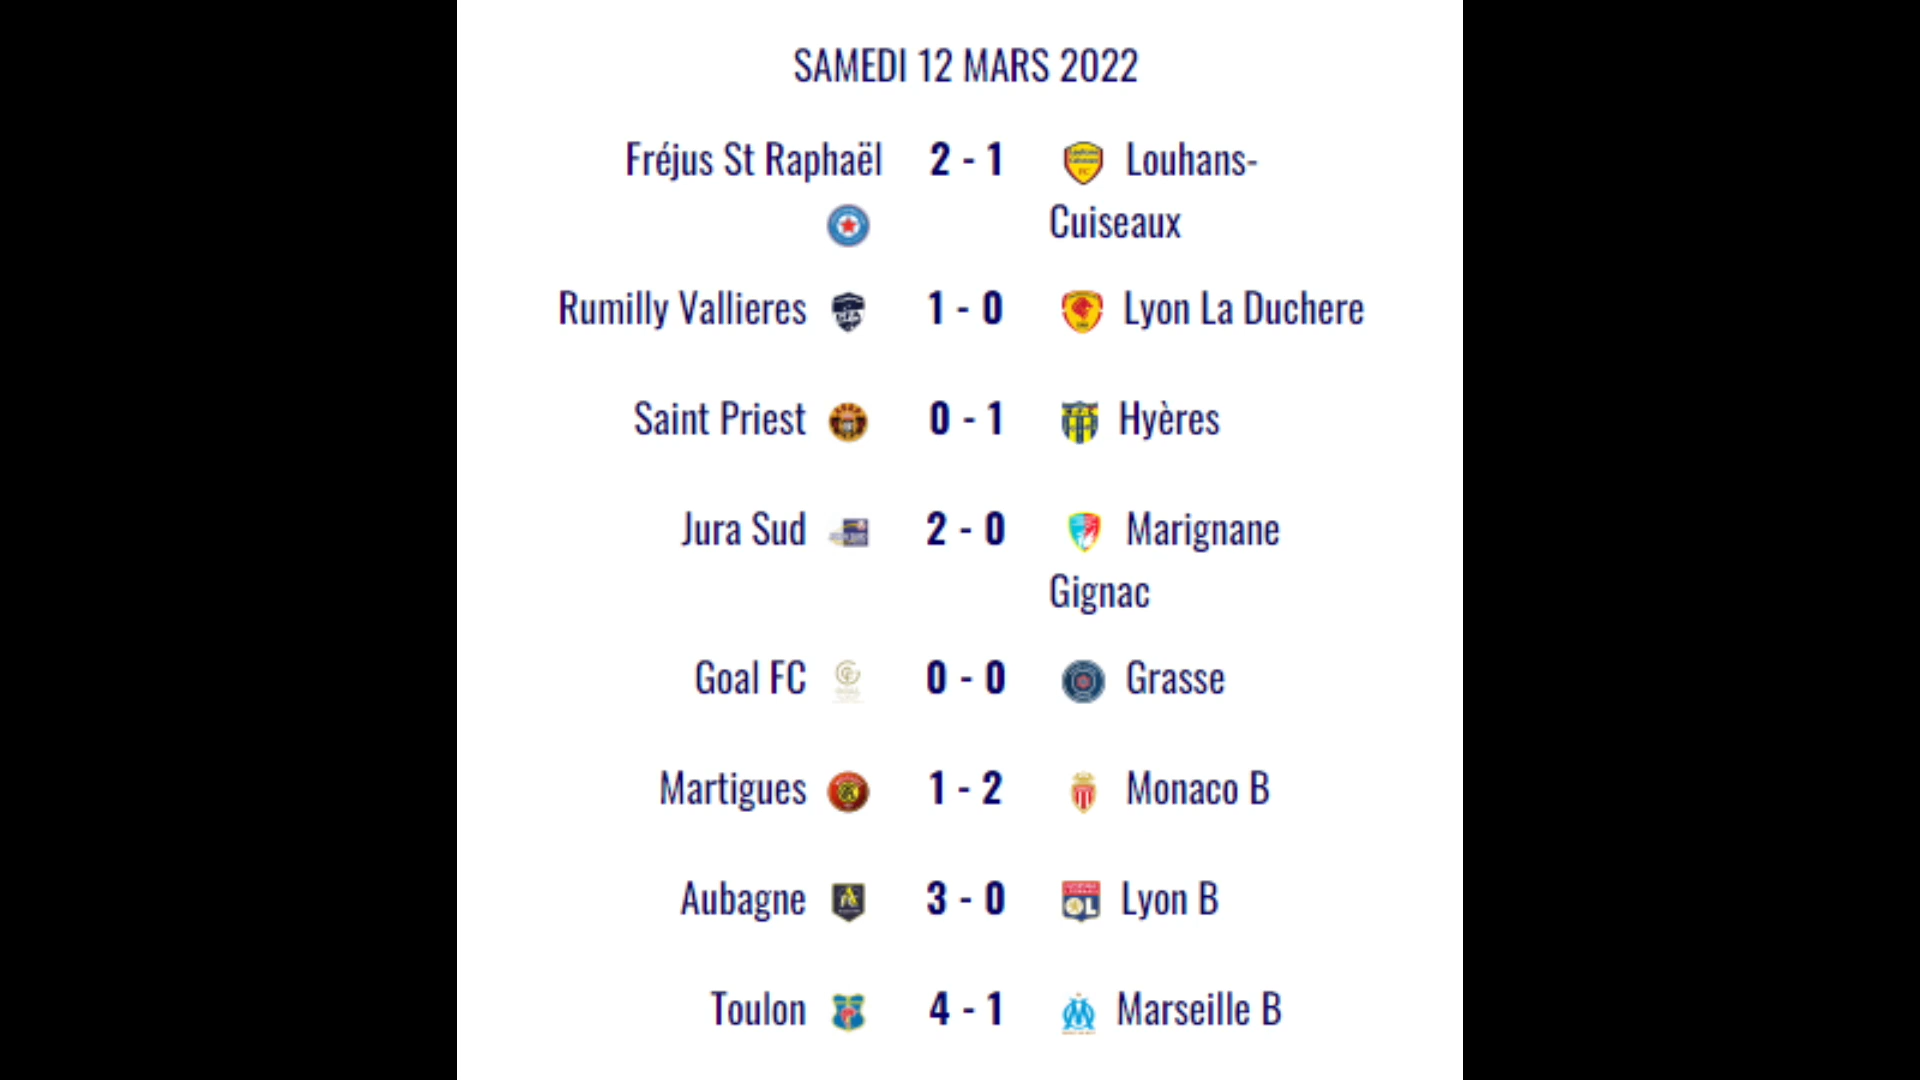 SAMEDI 12 MARS 2022
Fréjus St Raphaël 2 - 1 Louhans-
Cuiseaux
Rumilly Vallieres 1 - 0 Lyon La Duchere
Saint Priest 0 - 1 Hyères
Jura Sud 2 - 0 Marignane
Gignac
Goal FC 0 - 0 Grasse
Martigues 1 - 2 Monaco B
Aubagne 3 - 0 OL Lyon B
Toulon 4 - 1 Marseille B